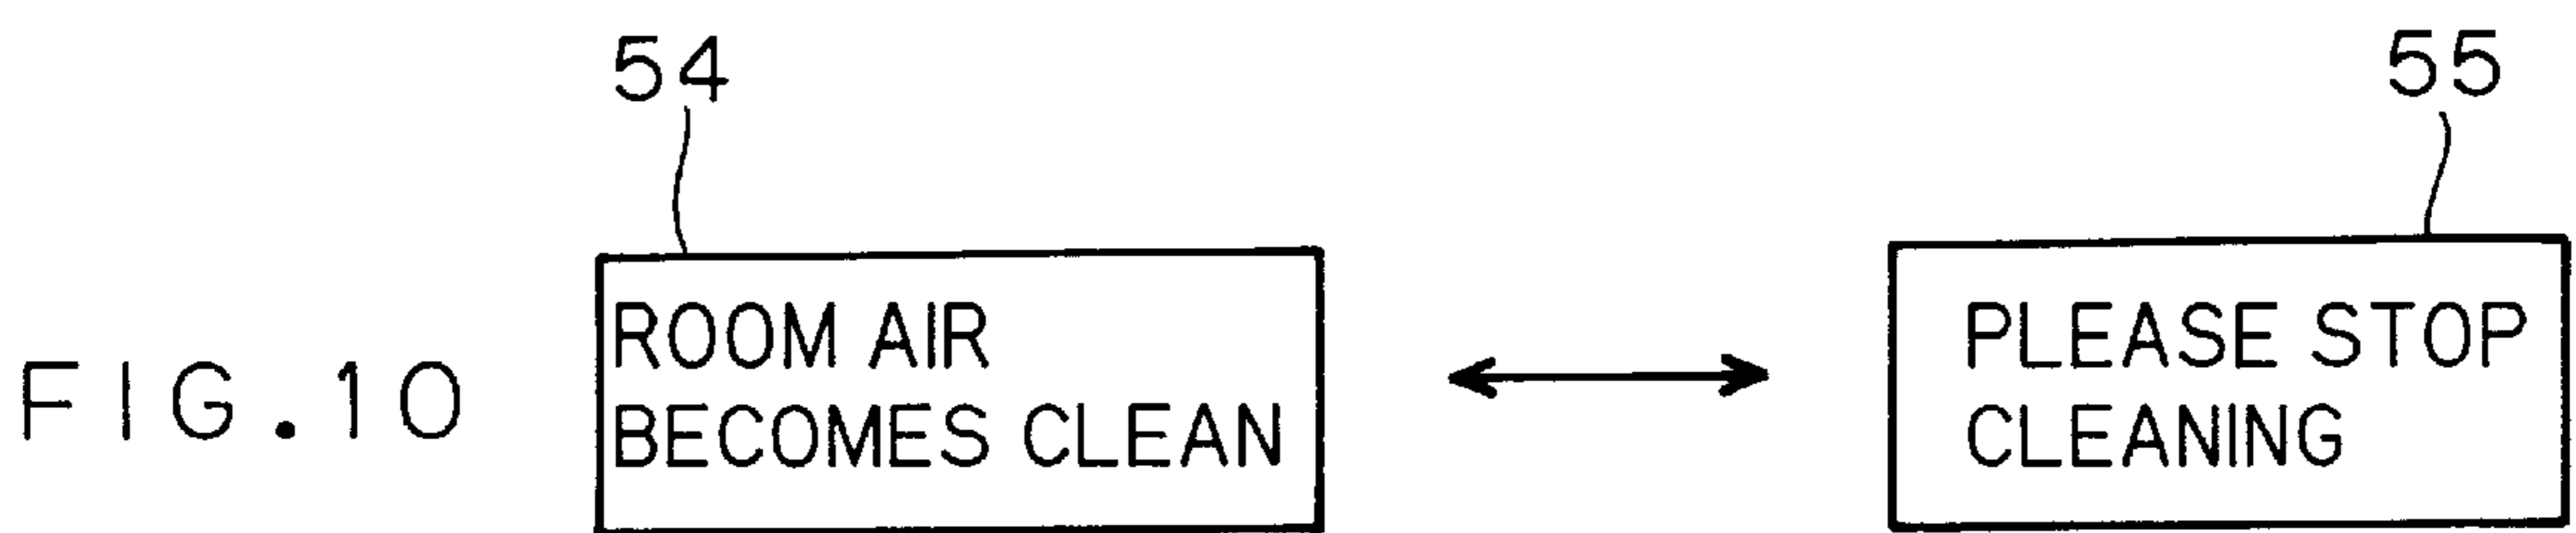 54
55
ROOM AIR
BECOMES CLEAN
PLEASE STOP
CLEANING
FIG.10